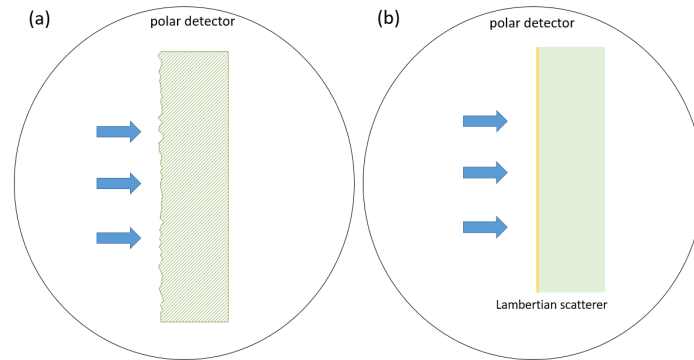 (a)
polar detector
(b)
polar detector
Lambertian scatterer